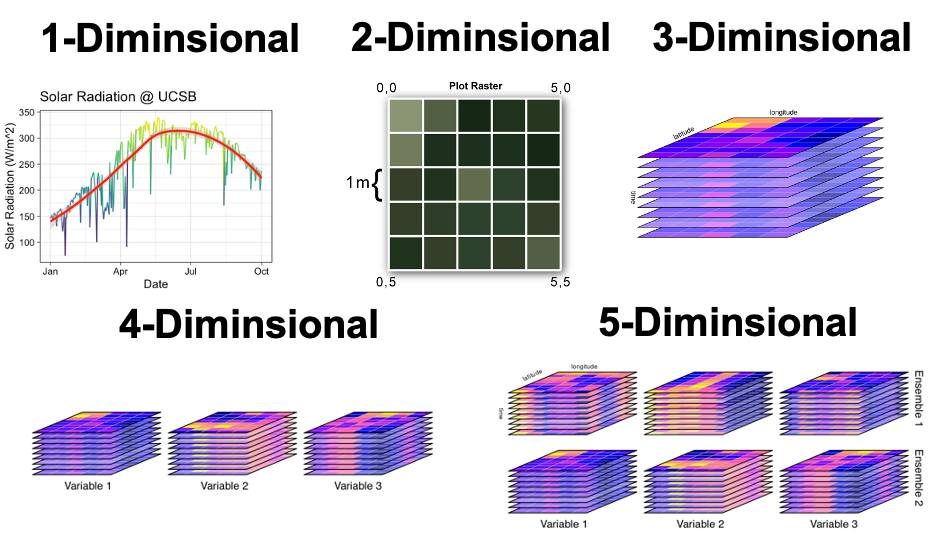 1-Diminsional
2-Diminsional
3-Diminsional
Solar Radiation @ UCSB
Solar Radiation (W/m^2)
350
300
250
200
150
100
Jan
Apr
Jul
Oct
Date
Plot Raster
0,0
5,0
1m{
0,5
5,5
longitude
latitude
time
4-Diminsional
Variable 1
Variable 2
Variable 3
5-Diminsional
longitude
latitude
time
Ensemble 1
Ensemble 2
Variable 1
Variable 2
Variable 3